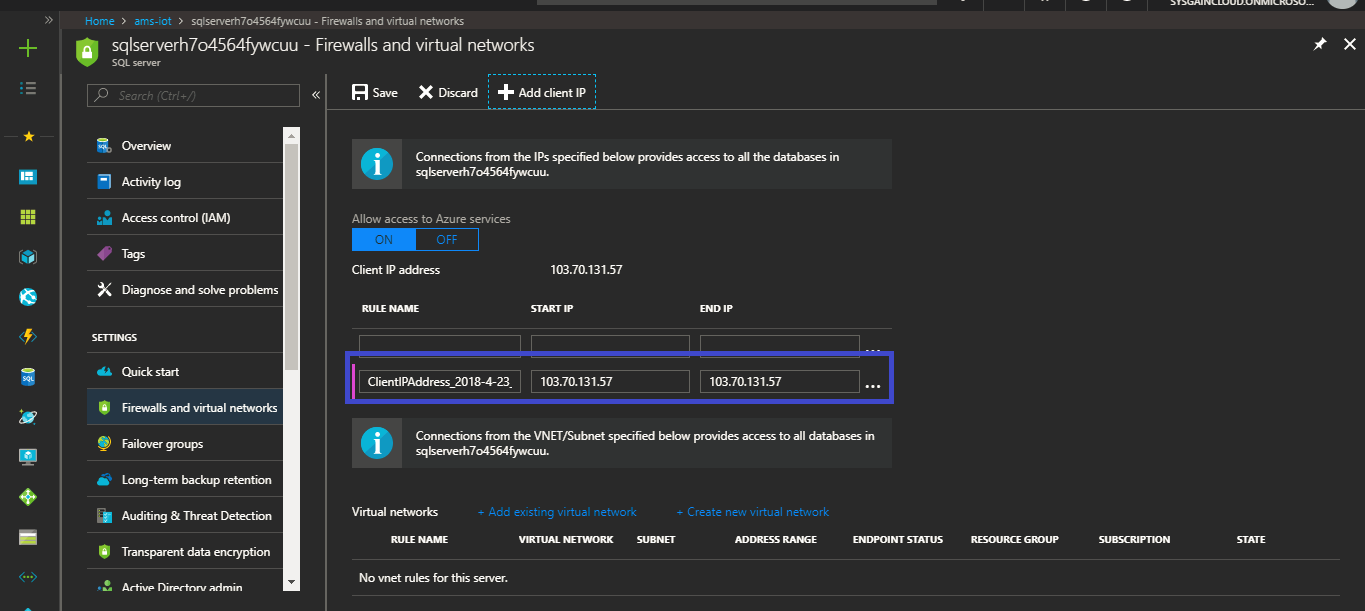 SYSGAINCLOUD.ONMICROSO...
Home > ams-iot > sqlserverh7o4564fywcuu - Firewalls and virtual networks
sqlserverh7o4564fywcuu - Firewalls and virtual networks
SQL server
Search (Ctrl+/)
Overview
Activity log
Access control (IAM)
Tags
Diagnose and solve problems
SETTINGS
Quick start
Firewalls and virtual networks
Failover groups
Long-term backup retention
Auditing & Threat Detection
Transparent data encryption
Active Directory admin
Save Discard Add client IP
Connections from the IPs specified below provides access to all the databases in
sqlserverh7o4564fywcuu.
Allow access to Azure services
ON OFF
Client IP address 103.70.131.57
RULE NAME START IP END IP
...
ClientIPAddress_2018-4-23_ 103.70.131.57 103.70.131.57 ...
Connections from the VNET/Subnet specified below provides access to all databases in
sqlserverh7o4564fywcuu.
Virtual networks + Add existing virtual network + Create new virtual network
RULE NAME VIRTUAL NETWORK SUBNET ADDRESS RANGE ENDPOINT STATUS RESOURCE GROUP SUBSCRIPTION STATE
No vnet rules for this server.